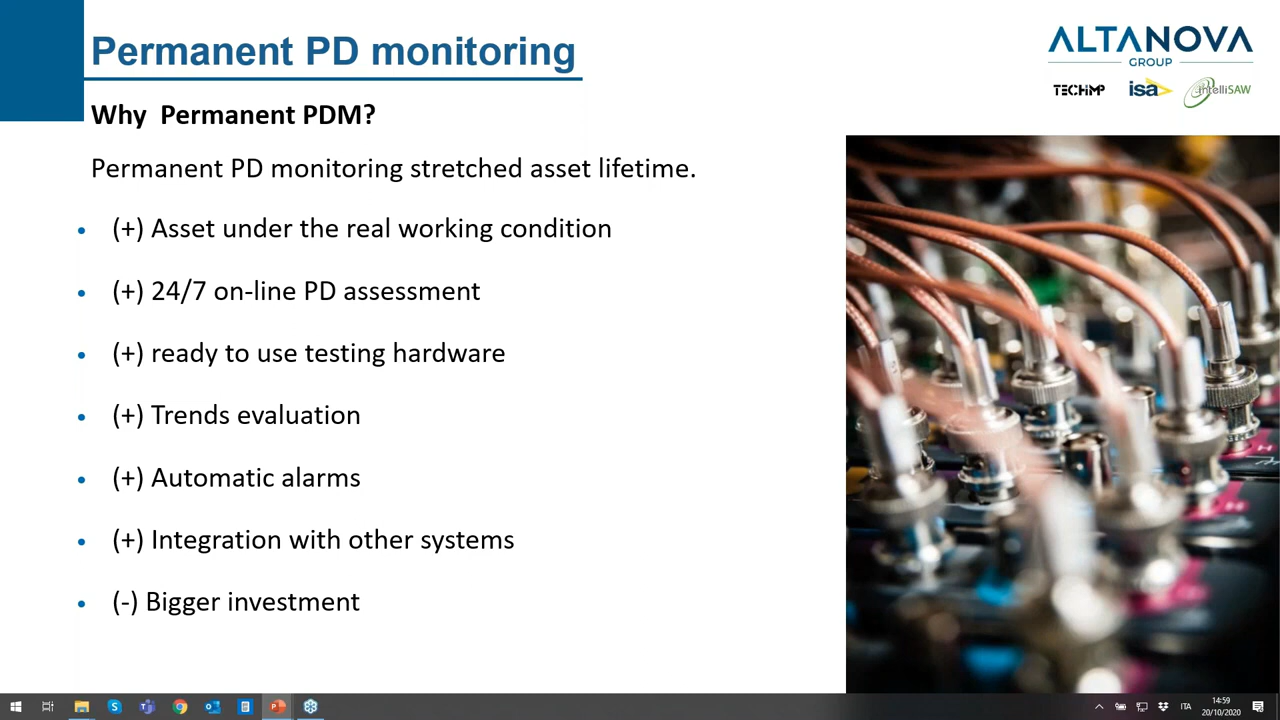 Permanent PD monitoring
ALTANOVA
GROUP
TECHIMP
isa
intelliSAW
Why Permanent PDM?
Permanent PD monitoring stretched asset lifetime.
• (+) Asset under the real working condition
• (+) 24/7 on-line PD assessment
• (+) ready to use testing hardware
• (+) Trends evaluation
• (+) Automatic alarms
• (+) Integration with other systems
• (-) Bigger investment
ITA
14:59
20/10/2020